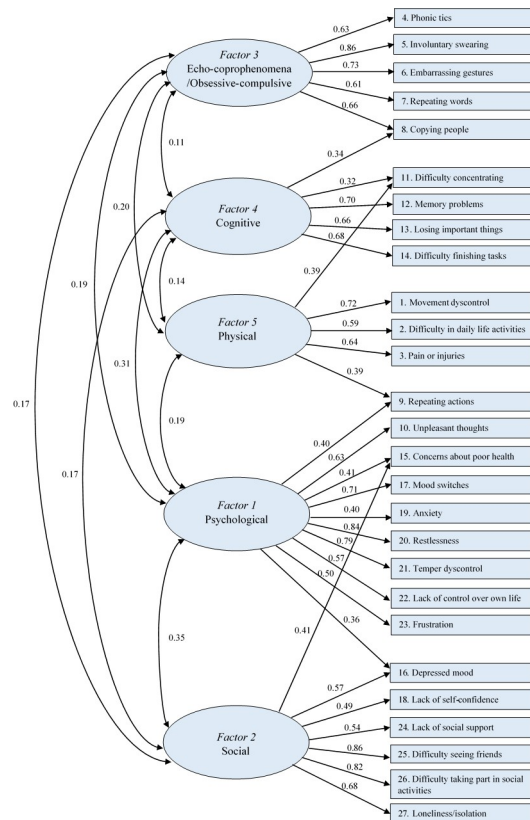 Factor 3
Echo-coprophenomena
/Obsessive-compulsive
0.63
4. Phonic tics
0.86
5. Involuntary swearing
0.73
6. Embarrassing gestures
0.61
7. Repeating words
0.66
8. Copying people
0.11
0.34
Factor 4
Cognitive
0.32
11. Difficulty concentrating
0.70
12. Memory problems
0.66
13. Losing important things
0.68
14. Difficulty finishing tasks
0.20
0.14
0.39
Factor 5
Physical
0.72
1. Movement dyscontrol
0.59
2. Difficulty in daily life activities
0.64
3. Pain or injuries
0.39
0.19
0.31
0.17
0.19
0.17
9. Repeating actions
0.40
10. Unpleasant thoughts
0.63
15. Concerns about poor health
0.41
17. Mood switches
0.71
Factor 1
Psychological
0.40
19. Anxiety
0.84
20. Restlessness
0.79
21. Temper dyscontrol
0.57
22. Lack of control over own life
0.50
23. Frustration
0.36
0.41
0.35
16. Depressed mood
0.57
18. Lack of self-confidence
0.49
Factor 2
Social
0.54
24. Lack of social support
0.86
25. Difficulty seeing friends
0.82
26. Difficulty taking part in social
activities
0.68
27. Loneliness/isolation